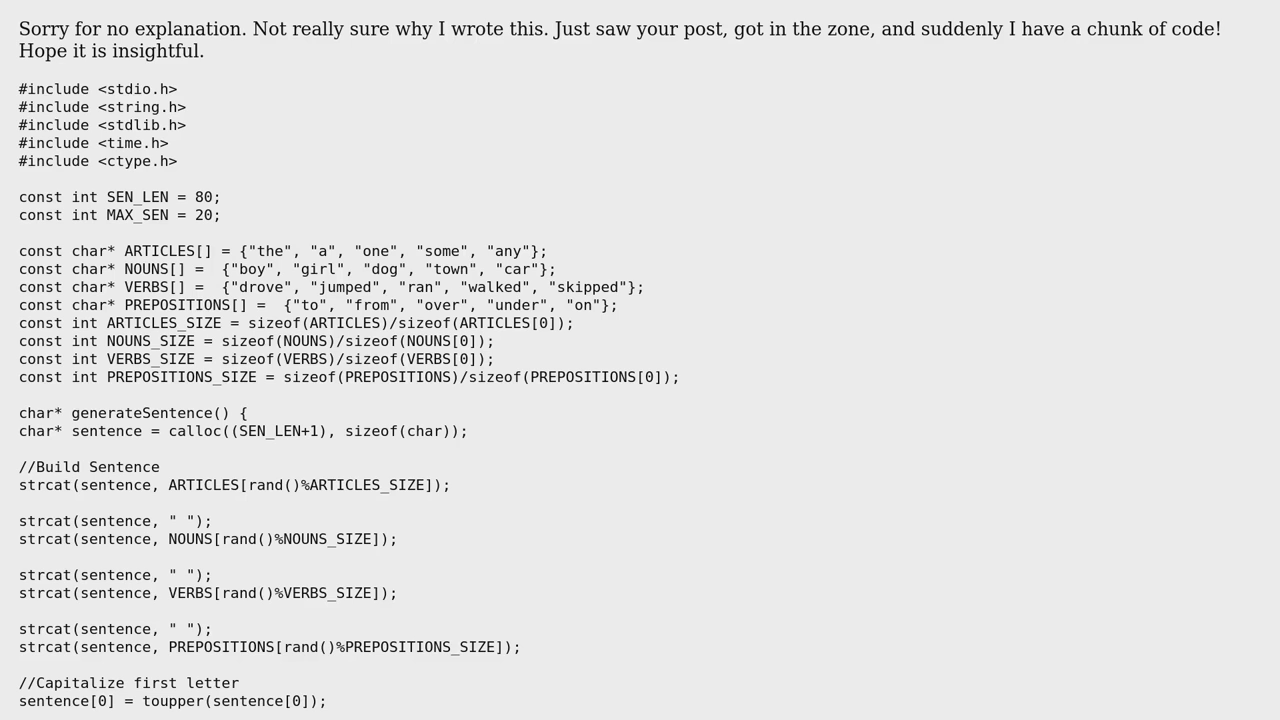 Sorry for no explanation. Not really sure why I wrote this. Just saw your post, got in the zone, and suddenly I have a chunk of code!
Hope it is insightful.
#include <stdio.h>
#include <string.h>
#include <stdlib.h>
#include <time.h>
#include <ctype.h>
const int SEN_LEN = 80;
const int MAX_SEN = 20;
const char* ARTICLES[] = {"the", "a", "one", "some", "any"};
const char* NOUNS[] =  {"boy", "girl", "dog", "town", "car"};
const char* VERBS[] =  {"drove", "jumped", "ran", "walked", "skipped"};
const char* PREPOSITIONS[] =  {"to", "from", "over", "under", "on"};
const int ARTICLES_SIZE = sizeof(ARTICLES)/sizeof(ARTICLES[0]);
const int NOUNS_SIZE = sizeof(NOUNS)/sizeof(NOUNS[0]);
const int VERBS_SIZE = sizeof(VERBS)/sizeof(VERBS[0]);
const int PREPOSITIONS_SIZE = sizeof(PREPOSITIONS)/sizeof(PREPOSITIONS[0]);
char* generateSentence() {
char* sentence = calloc((SEN_LEN+1), sizeof(char));
//Build Sentence
strcat(sentence, ARTICLES[rand()%ARTICLES_SIZE]);
strcat(sentence, " ");
strcat(sentence, NOUNS[rand()%NOUNS_SIZE]);
strcat(sentence, " ");
strcat(sentence, VERBS[rand()%VERBS_SIZE]);
strcat(sentence, " ");
strcat(sentence, PREPOSITIONS[rand()%PREPOSITIONS_SIZE]);
//Capitalize first letter
sentence[0] = toupper(sentence[0]);